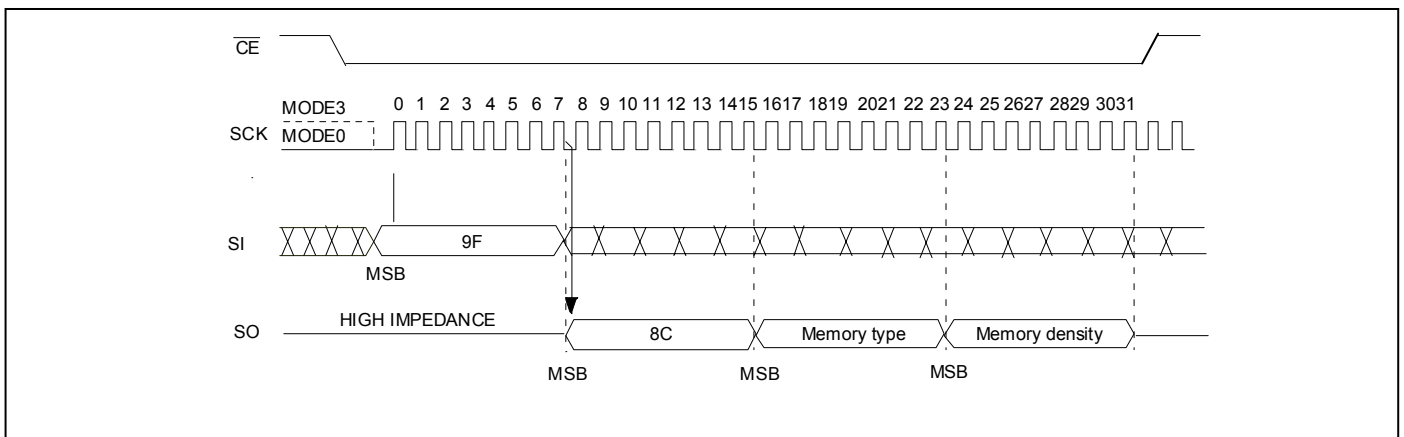 CE
MODE3
0 1 2 3 4 5 6 7 8 9 10 11 12 13 1415 1617 1819 2021 22 23 24 25 2627 2829 3031
SCK MODE0
SI 9F
MSB
SO HIGH IMPEDANCE 8C Memory type Memory density
MSB MSB MSB